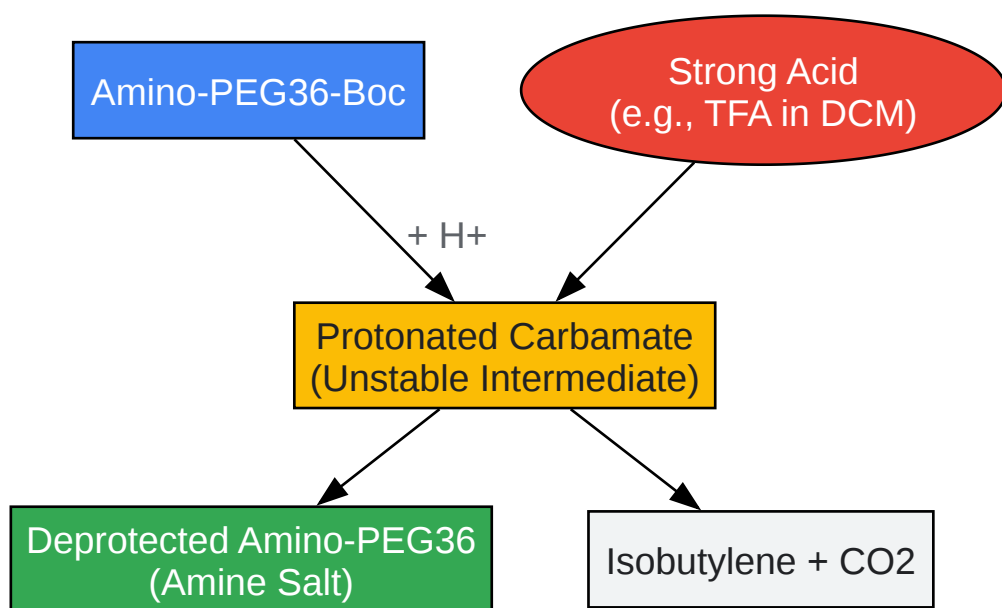 Amino-PEG36-Boc
Strong Acid
(e.g., TFA in DCM)
+ H+
Protonated Carbamate
(Unstable Intermediate)
Deprotected Amino-PEG36
(Amine Salt)
Isobutylene + CO2